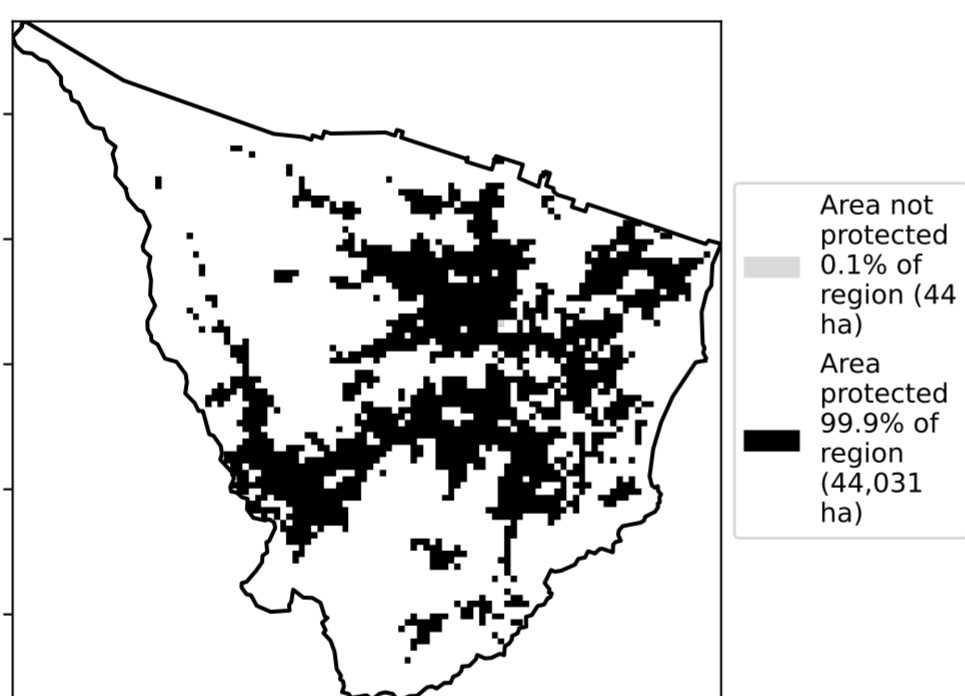 Area not
protected
0.1% of
region (44
ha)
Area
protected
99.9% of
region
(44,031
ha)